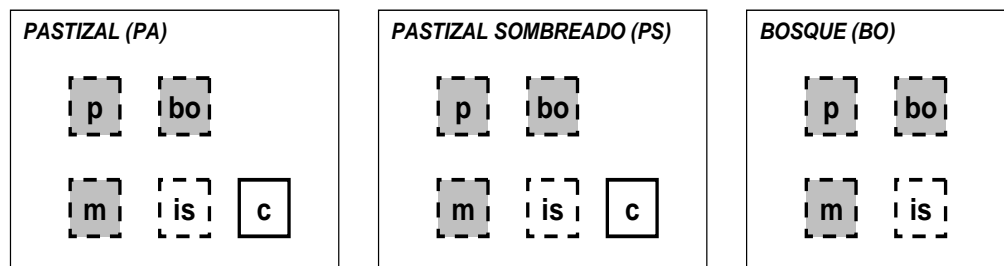 PASTIZAL (PA)
p bo
m is c
PASTIZAL SOMBREADO (PS)
p bo
m is c
BOSQUE (BO)
p bo
m is